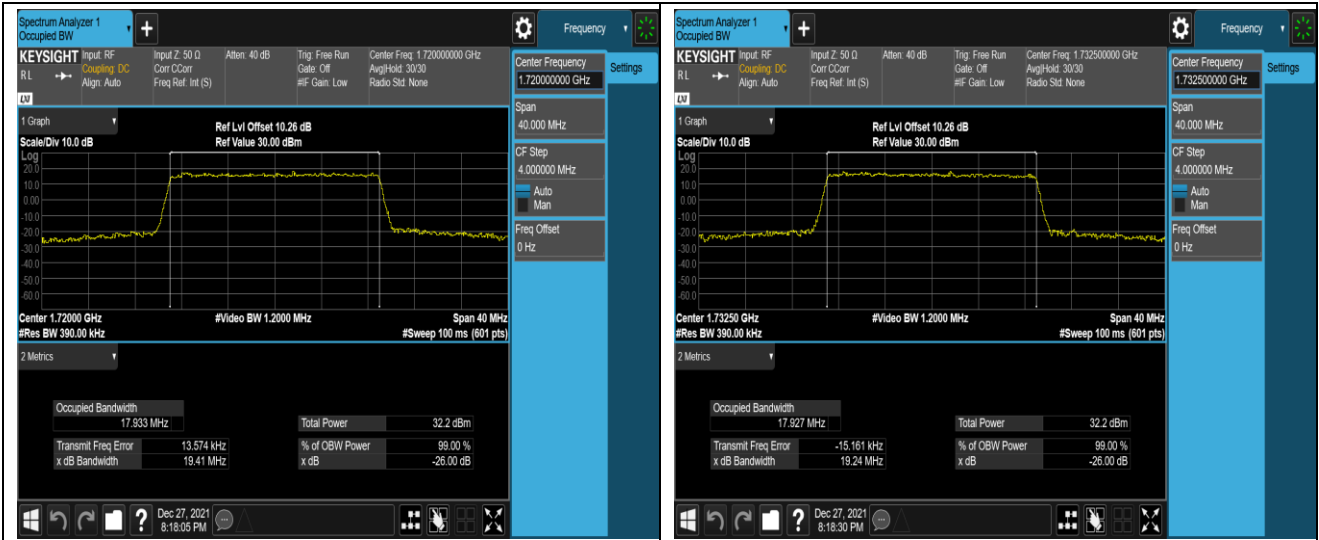 Spectrum Analyzer 1
Occupied BW
+
Frequency
KEYSIGHT Input: RF Input Z: 50 Ω Atten: 40 dB Trig: Free Run Center Freq: 1.720000000 GHz
RL Coupling: DC Corr CCorr Gate: Off Avg|Hold: 30/30
Align: Auto Freq Ref: Int (S) #IF Gain: Low Radio Std: None
LXI
Center Frequency
1.720000000 GHz
Settings
Span
40.000 MHz
CF Step
4.000000 MHz
Auto
Man
Freq Offset
0 Hz
1 Graph
Ref Lvl Offset 10.26 dB
Scale/Div 10.0 dB Ref Value 30.00 dBm
Log
20.0
10.0
0.00
-10.0
-20.0
-30.0
-40.0
-50.0
-60.0
Center 1.72000 GHz #Video BW 1.2000 MHz Span 40 MHz
#Res BW 390.00 kHz #Sweep 100 ms (601 pts)
2 Metrics
Occupied Bandwidth
17.933 MHz Total Power 32.2 dBm
Transmit Freq Error 13.574 kHz % of OBW Power 99.00 %
x dB Bandwidth 19.41 MHz x dB -26.00 dB
? Dec 27, 2021
8:18:05 PM
Spectrum Analyzer 1
Occupied BW
+
Frequency
KEYSIGHT Input: RF Input Z: 50 Ω Atten: 40 dB Trig: Free Run Center Freq: 1.732500000 GHz
RL Coupling: DC Corr CCorr Gate: Off Avg|Hold: 30/30
Align: Auto Freq Ref: Int (S) #IF Gain: Low Radio Std: None
LXI
Center Frequency
1.732500000 GHz
Settings
Span
40.000 MHz
CF Step
4.000000 MHz
Auto
Man
Freq Offset
0 Hz
1 Graph
Ref Lvl Offset 10.26 dB
Scale/Div 10.0 dB Ref Value 30.00 dBm
Log
20.0
10.0
0.00
-10.0
-20.0
-30.0
-40.0
-50.0
-60.0
Center 1.73250 GHz #Video BW 1.2000 MHz Span 40 MHz
#Res BW 390.00 kHz #Sweep 100 ms (601 pts)
2 Metrics
Occupied Bandwidth
17.927 MHz Total Power 32.2 dBm
Transmit Freq Error -15.161 kHz % of OBW Power 99.00 %
x dB Bandwidth 19.24 MHz x dB -26.00 dB
? Dec 27, 2021
8:18:30 PM